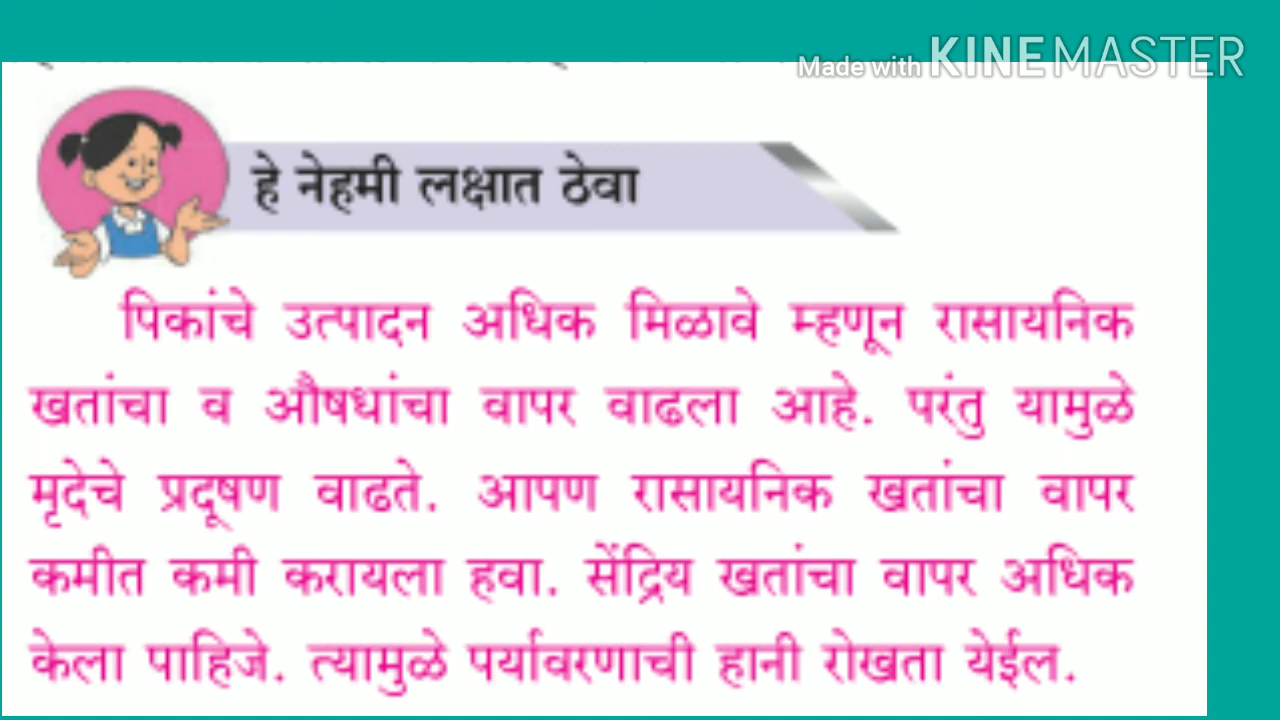 Made with KINEMASTER
हे नेहमी लक्षात ठेवा
पिकांचे उत्पादन अधिक मिळावे म्हणून रासायनिक
खतांचा व औषधांचा वापर वाढला आहे. परंतु यामुळे
मृदेचे प्रदूषण वाढते. आपण रासायनिक खतांचा वापर
कमीत कमी करायला हवा. सेंद्रिय खतांचा वापर अधिक
केला पाहिजे. त्यामुळे पर्यावरणाची हानी रोखता येईल.